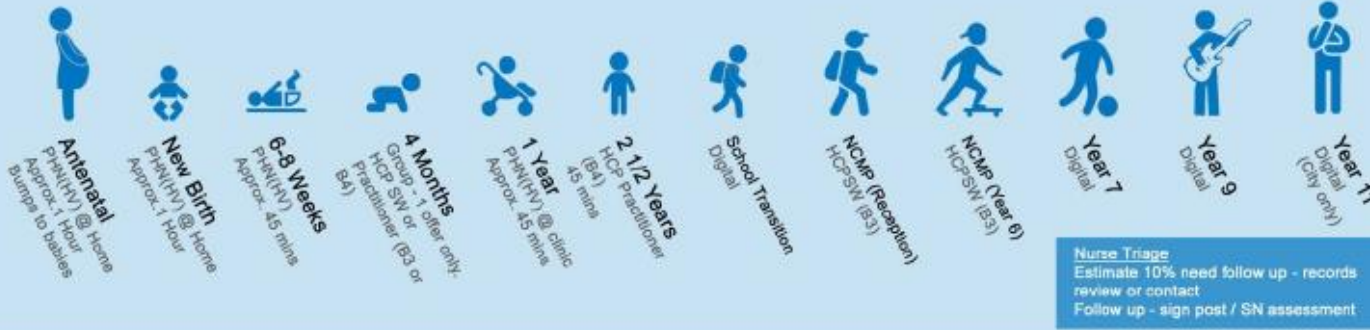 Antenatal
PHN(HV) @ Home
Approx.1 Hour
Bumps to babies
New Birth
PHN(HV) @ Home
Approx.1 Hour
6-8 Weeks
PHN(HV)
Approx. 45 mins
4 Months
Group - 1 offer only.
HCP SW or
Practitioner (B3 or
B4)
1 Year
PHN(HV) @ clinic
Approx. 45 mins
2 1/2 Years
HCP Practitioner
(B4)
45 mins
School Transition
Digital
NCMP (Reception)
HCPSW (B3)
NCMP (Year 6)
HCPSW (B3)
Year 7
Digital
Year 9
Digital
Year
Digital
(City only)
Nurse Triage
Estimate 10% need follow up - records
review or contact
Follow up - sign post / SN assessment